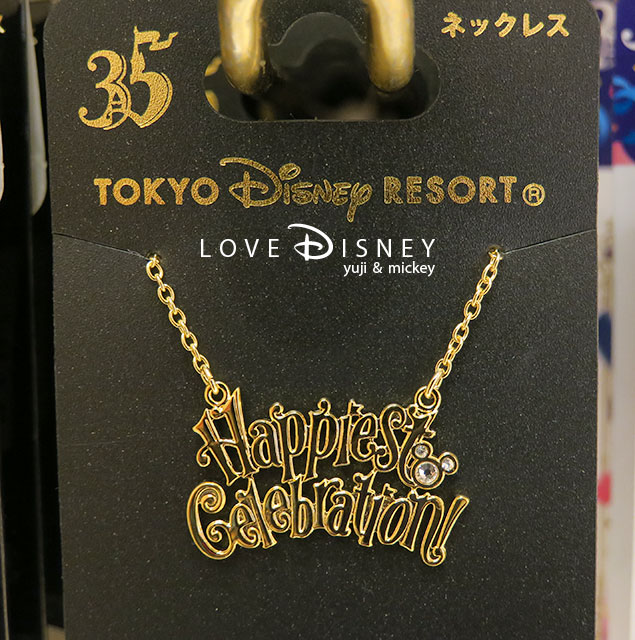 35
ネックレス
TOKYO Disney RESORT®
LOVE DISNEY
yuji & mickey
Happiest
Celebration!